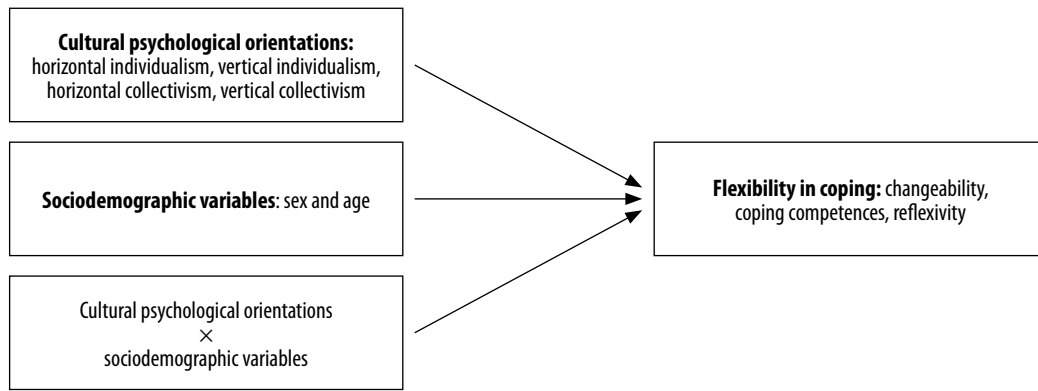 Cultural psychological orientations:
horizontal individualism, vertical individualism,
horizontal collectivism, vertical collectivism
Sociodemographic variables: sex and age
Cultural psychological orientations
×
sociodemographic variables
Flexibility in coping: changeability,
coping competences, reflexivity